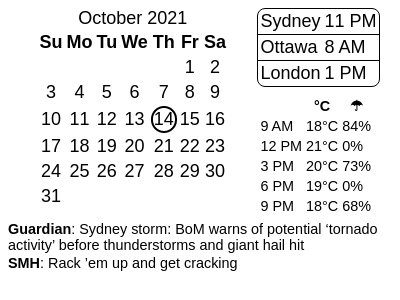 October 2021
Su Mo Tu We Th Fr Sa
1 2
3 4 5 6 7 8 9
10 11 12 13 14 15 16
17 18 19 20 21 22 23
24 25 26 27 28 29 30
31
Sydney 11 PM
Ottawa 8 AM
London 1 PM
°C ☂
9 AM 18°C 84%
12 PM 21°C 0%
3 PM 20°C 73%
6 PM 19°C 0%
9 PM 18°C 68%
Guardian: Sydney storm: BoM warns of potential ‘tornado
activity’ before thunderstorms and giant hail hit
SMH: Rack ’em up and get cracking